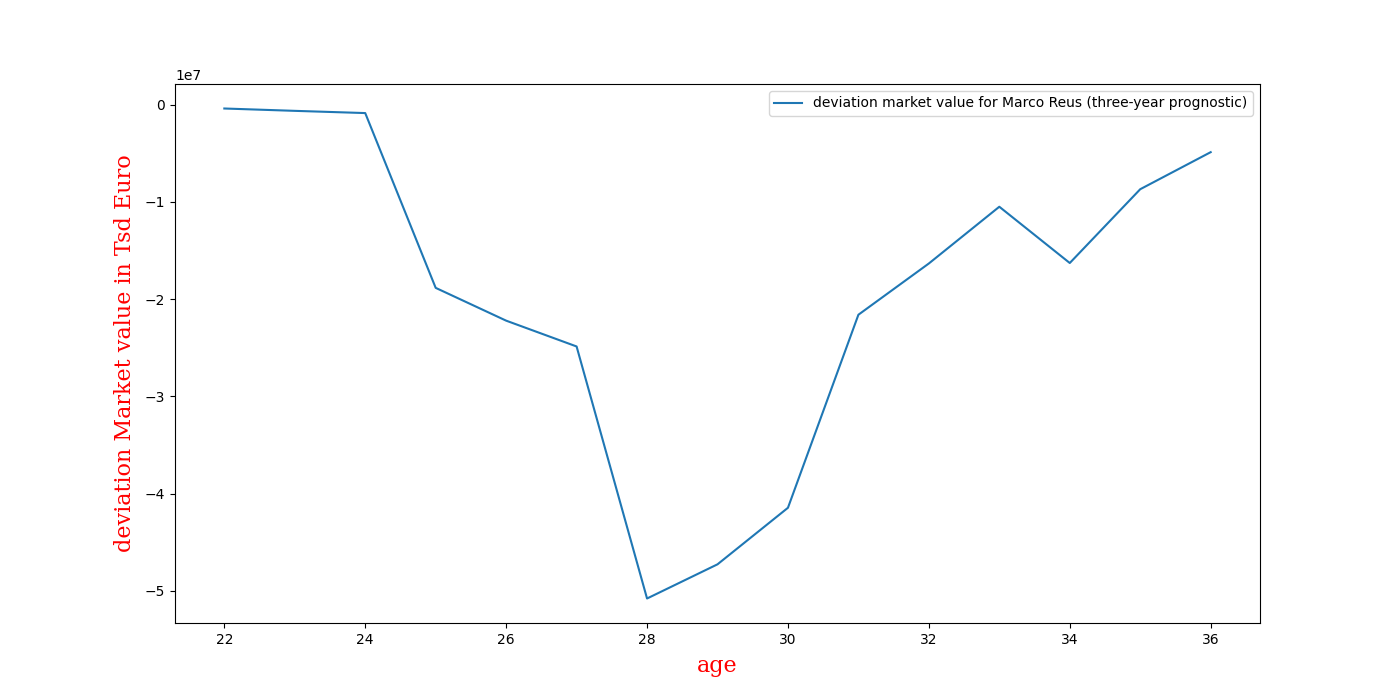 1e7
deviation market value for Marco Reus (three-year prognostic)
0
−1
−2
−3
−4
−5
deviation Market value in Tsd Euro
22 24 26 28 30 32 34 36
age